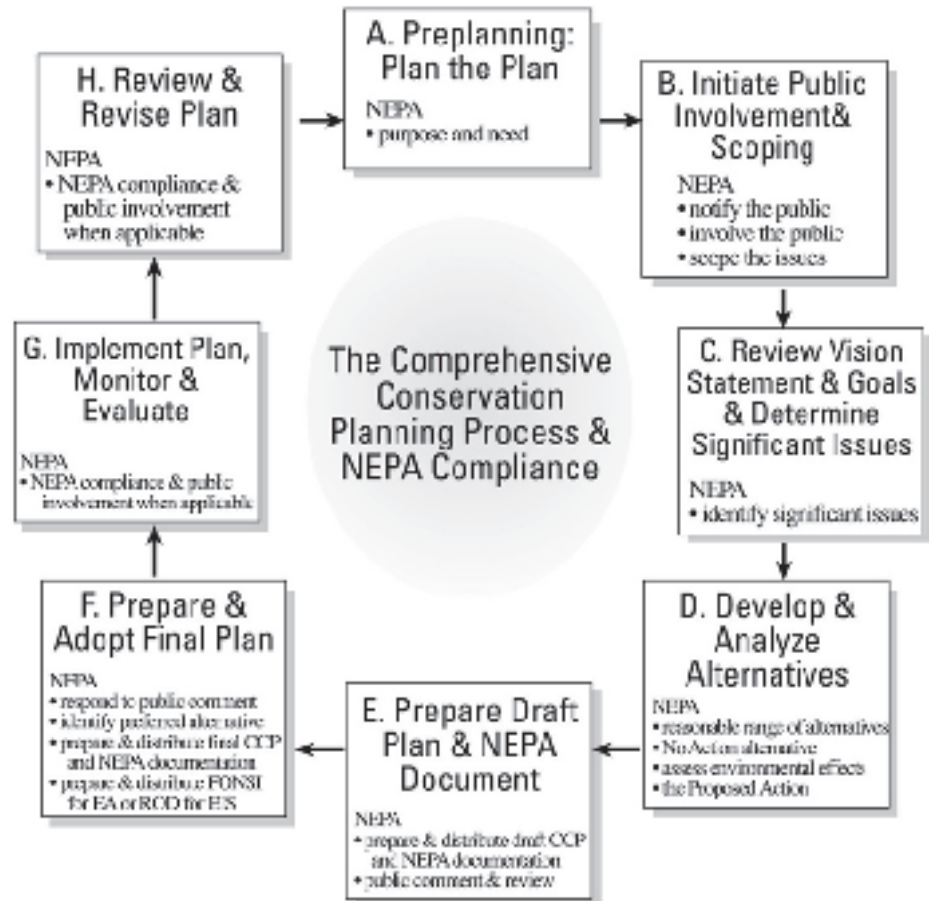 A. Preplanning:
Plan the Plan
NEPA
• purpose and need
B. Initiate Public
Involvement&
Scoping
NEPA
• notify the public
• involve the public
• scope the issues
C. Review Vision
Statement & Goals
& Determine
Significant Issues
NEPA
• identify significant issues
D. Develop &
Analyze
Alternatives
NEPA
• reasonable range of alternatives
• No Action alternative
• assess environmental effects
• the Proposed Action
E. Prepare Draft
Plan & NEPA
Document
NEPA
• prepare & distribute draft CCP
and NEPA documentation
• public comment & review
F. Prepare &
Adopt Final Plan
NEPA
• respond to public comment
• identify preferred alternative
• prepare & distribute final CCP
and NEPA documentation
• prepare & distribute FONSI
for EA or ROD for EIS
G. Implement Plan,
Monitor &
Evaluate
NEPA
• NEPA compliance & public
involvement when applicable
H. Review &
Revise Plan
NEPA
• NEPA compliance &
public involvement
when applicable
The Comprehensive
Conservation
Planning Process &
NEPA Compliance